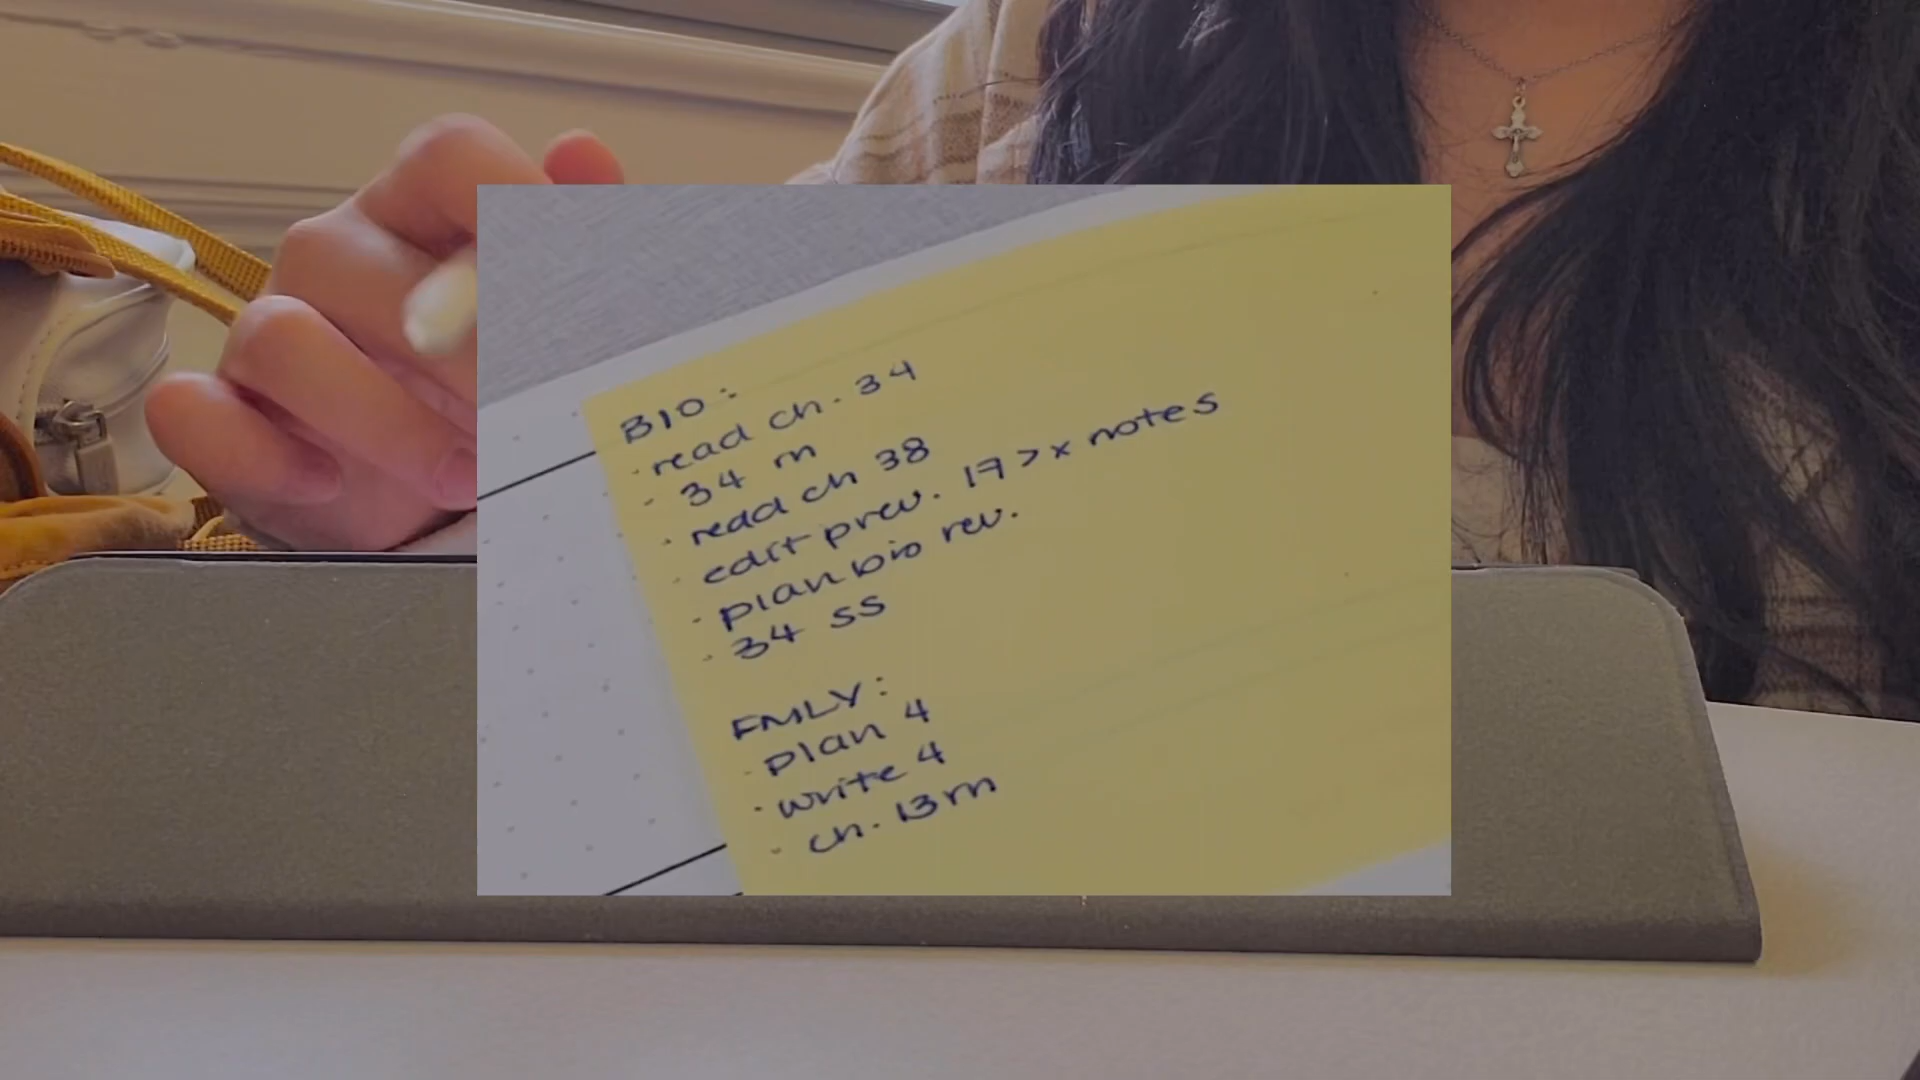 BIO:
· read ch. 34
- 34 m
· read ch 38
· edit prev. 17 > x notes
· plan bio rev.
· 34 SS
FMLY:
· plan 4
· write 4
· ch. 13 m